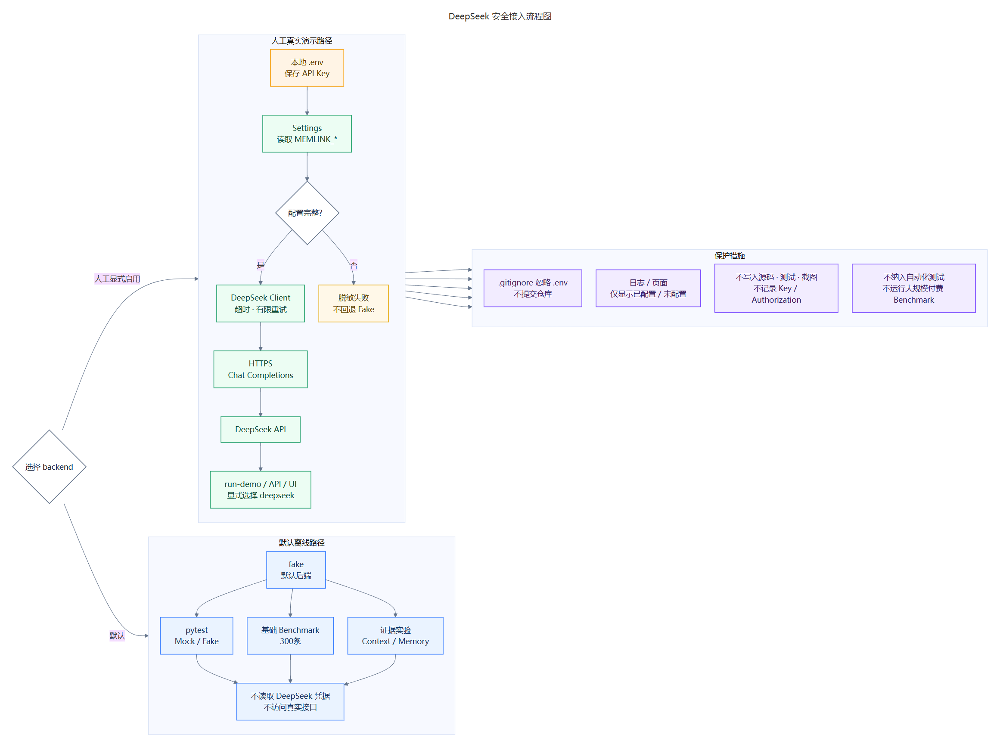 DeepSeek 安全接入流程图
人工真实演示路径
本地 .env
保存 API Key
Settings
读取 MEMLINK_*
配置完整?
是
否
DeepSeek Client
超时 · 有限重试
脱敏失败
不回退 Fake
HTTPS
Chat Completions
DeepSeek API
run-demo / API / UI
显式选择 deepseek
保护措施
.gitignore 忽略 .env
不提交仓库
日志 / 页面
仅显示已配置 / 未配置
不写入源码 · 测试 · 截图
不记录 Key /
Authorization
不纳入自动化测试
不运行大规模付费
Benchmark
人工显式启用
选择 backend
默认
默认离线路径
fake
默认后端
pytest
Mock / Fake
基础 Benchmark
300条
证据实验
Context / Memory
不读取 DeepSeek 凭据
不访问真实接口